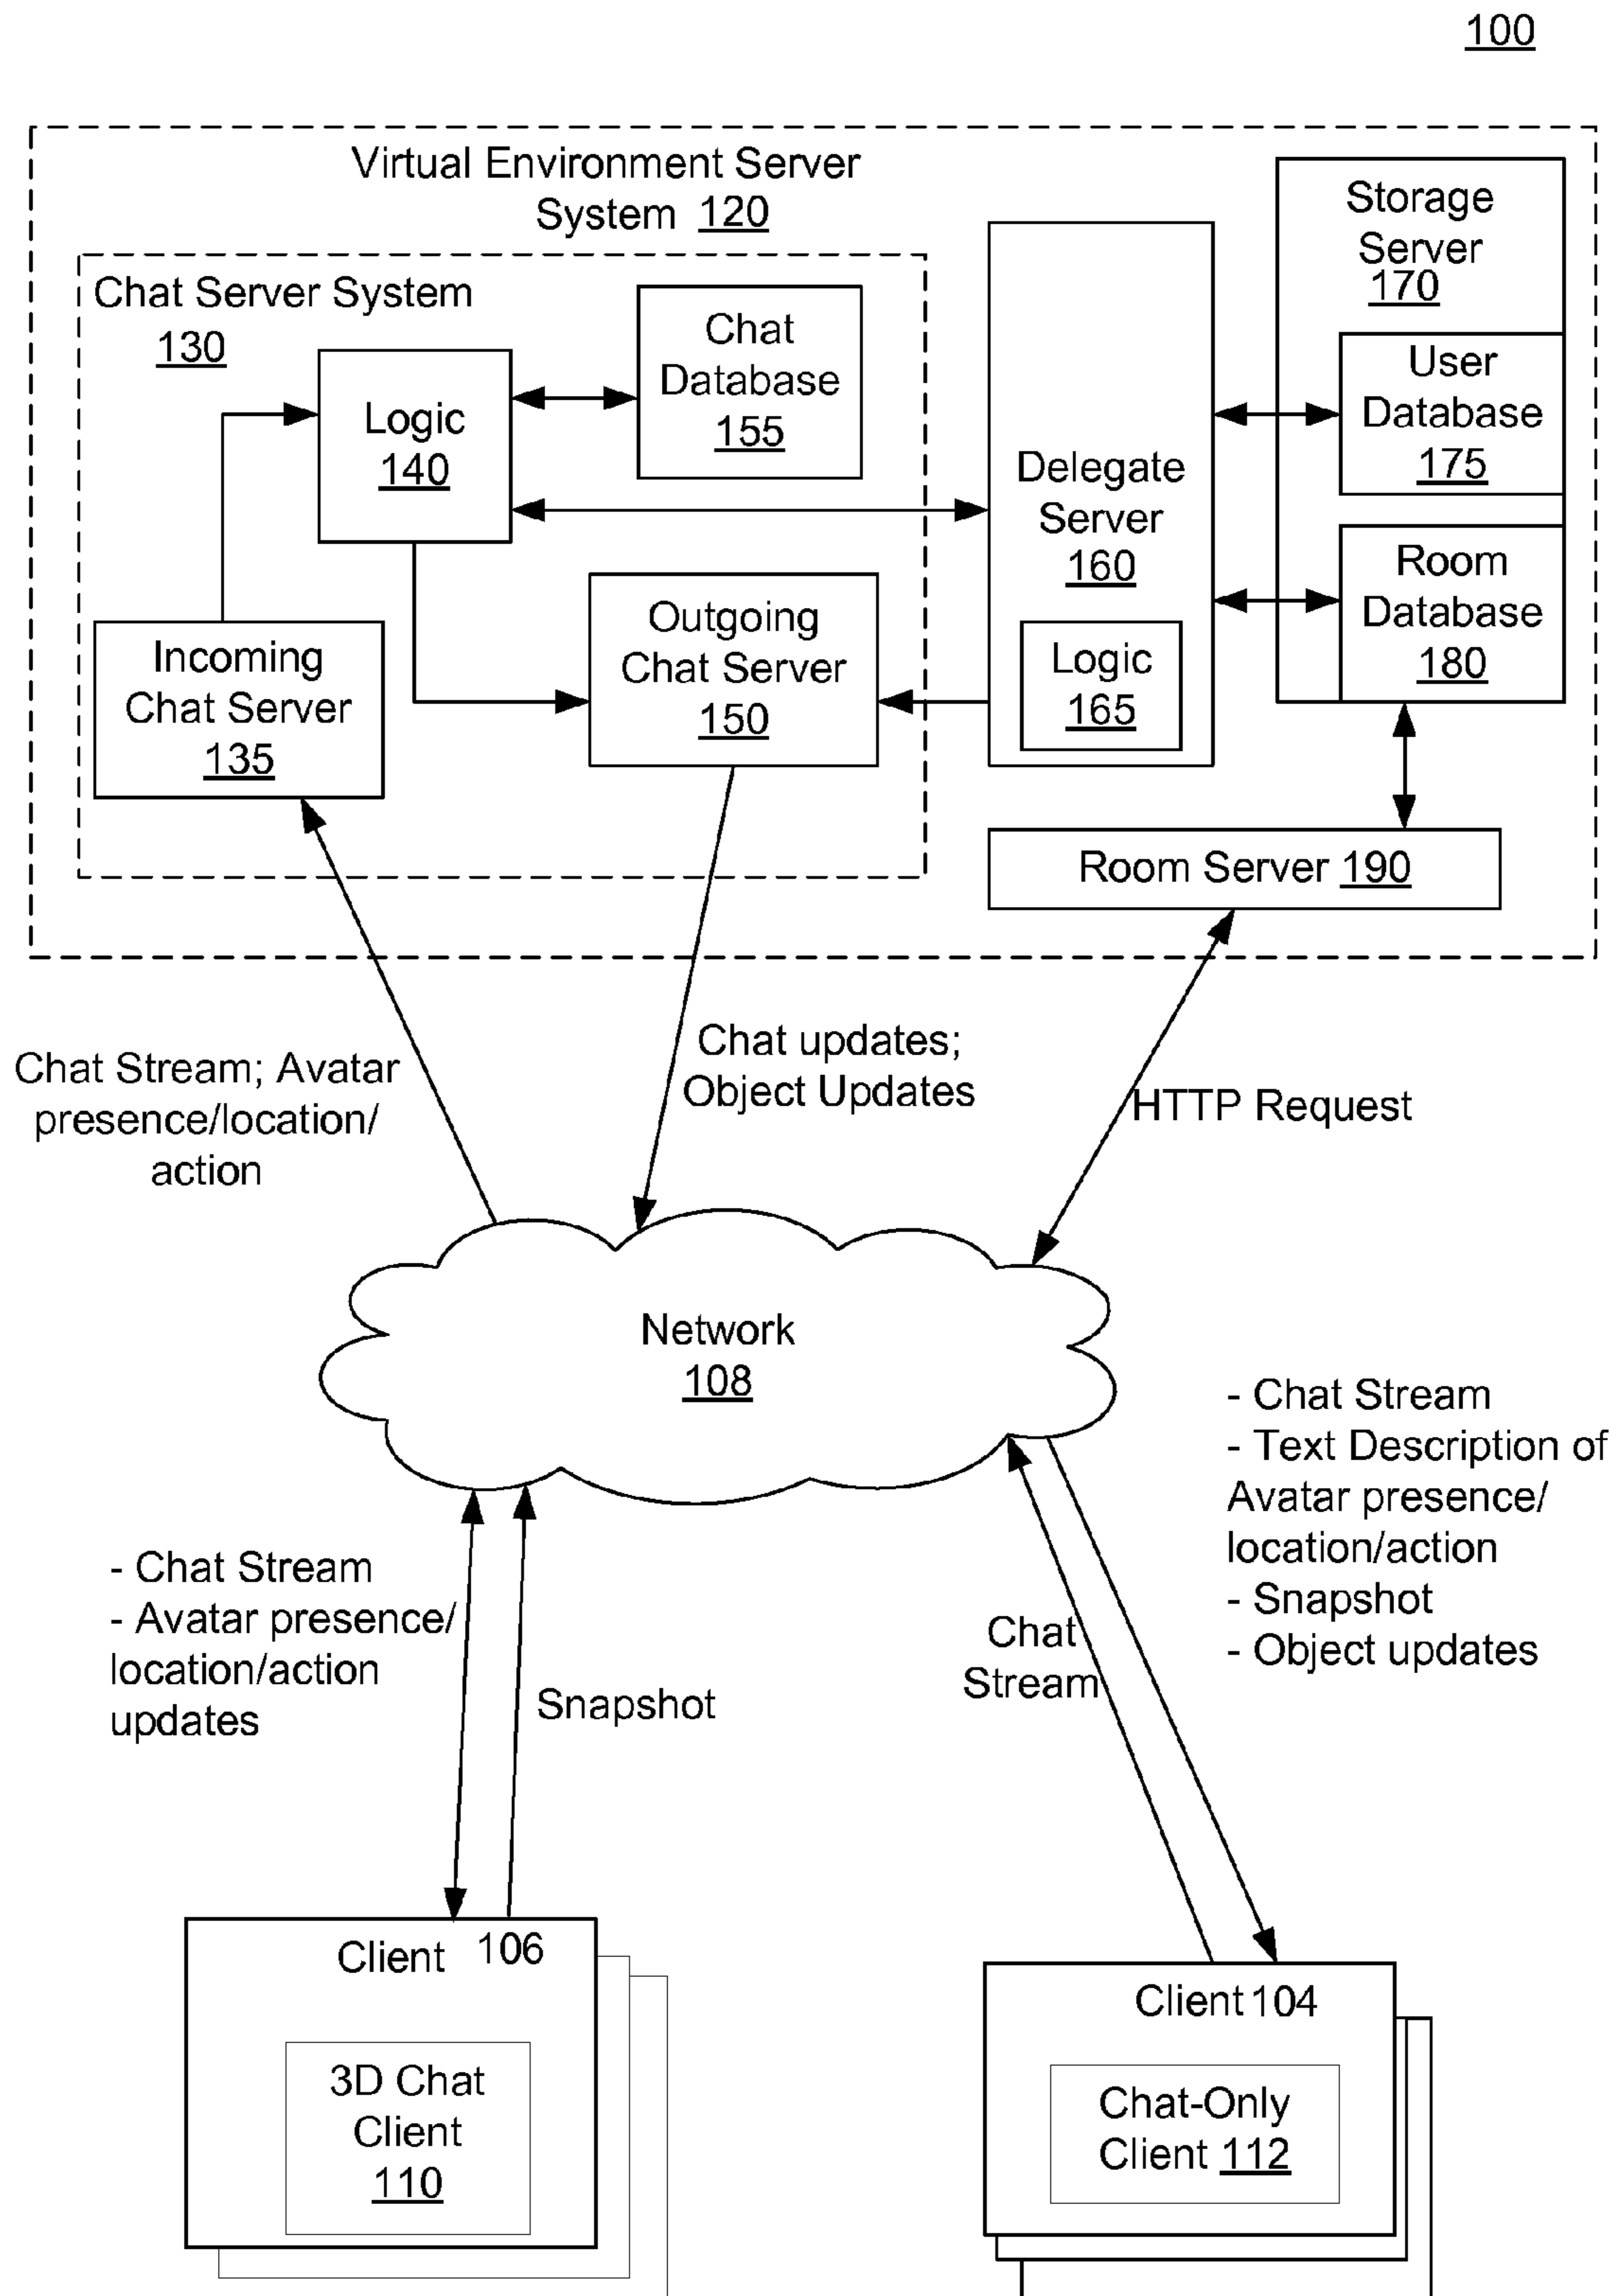 100
Virtual Environment Server
System 120
Chat Server System
130
Logic
140
Chat
Database
155
Incoming
Chat Server
135
Outgoing
Chat Server
150
Delegate
Server
160
Logic
165
Storage
Server
170
User
Database
175
Room
Database
180
Room Server 190
Chat Stream; Avatar
presence/location/
action
Chat updates;
Object Updates
HTTP Request
Network
108
- Chat Stream
- Avatar presence/
location/action
updates
Snapshot
Chat
Stream
- Chat Stream
- Text Description of
Avatar presence/
location/action
- Snapshot
- Object updates
Client 106
3D Chat
Client
110
Client 104
Chat-Only
Client 112